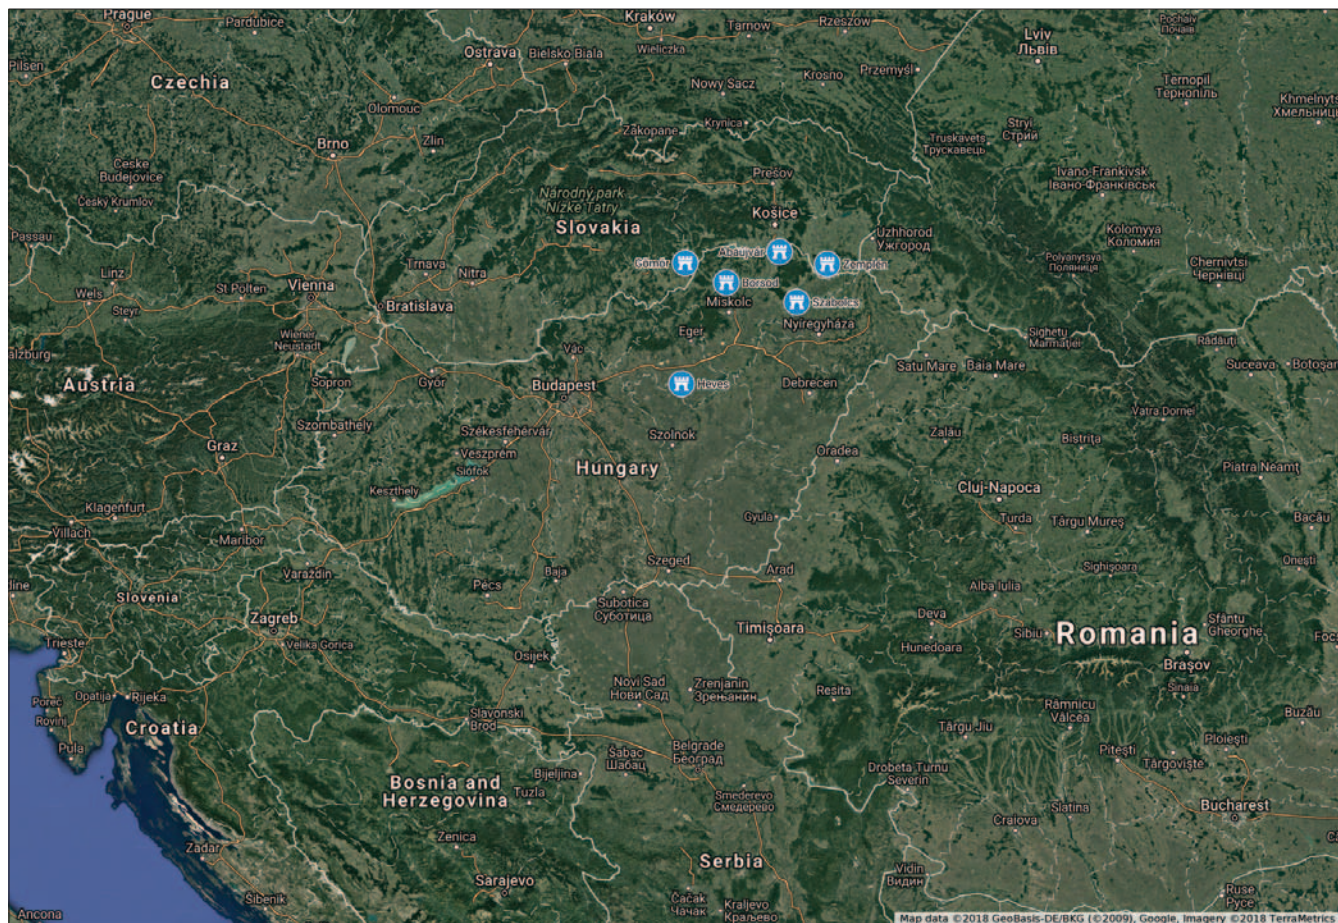 Prague
Pardubice
Kraków
Tarnow
Rzeszów
Pochaiv
Почаїв
Lviv
Львів
Pilsen
Ostrava
Bielsko Biala
Wieliczka
Przemyśl
Czechia
Nowy Sacz
Krosno
Ternopil
Тернопіль
Khmelnyts
Хмельниц
Olomouc
Zlin
Zakopane
Krynica
Stryi
Стрий
Truskavets
Трускавець
Brno
Ceske
Budejovice
Český Krumlov
Prešov
Ivano-Frankivsk
Івано-Франківськ
Národný park
Nízke Tatry
Slovakia
Košice
Uzhhorod
Ужгород
Kolomyya
Коломия
Passau
Linz
Wels
Steyr
St Polten
Vienna
Trnava
Nitra
Bratislava
Gömör
Abaújvár
Zemplén
Borsod
Szabolcs
Polyanytsya
Поляниця
Chernivtsi
Чернівці
Miskolc
Nyíregyháza
Eger
Vác
Wiener
Neustadt
Sighetu
Marmației
Rădăuți
alzburg
Austria
Sopron
Győr
Budapest
Heves
Debrecen
Satu Mare
Baia Mare
Suceava
Botoșan
Szombathely
Székesfehérvár
Veszprém
Siófok
Szolnok
Vatra Dornei
Graz
Keszthely
Hungary
Oradea
Zalău
Bistrița
Piatra Neamț
Klagenfurt
Villach
Maribor
Cluj-Napoca
Turda
Târgu Mureș
Bacău
Gyula
Szeged
Arad
Sighișoara
Onești
dine
Varaždin
Pécs
Baja
Alba Iulia
Slovenia
Zagreb
Velika Gorica
Subotica
Суботица
Timișoara
Deva
Hunedoara
Sibiu
Romania
Sfântu
Gheorghe
Foc
Trieste
Osijek
Brașov
Sinaia
Poreč
Opatija
Rijeka
Rovinj
Pula
Croatia
Slavonski
Brod
Novi Sad
Нови Сад
Zrenjanin
Зрењанин
Resita
Târgu Jiu
Râmnicu
Vâlcea
Buzău
Ploiești
Pitești
Târgoviște
Šabac
Шабац
Belgrade
Београд
Bosnia and
Herzegovina
Bijeljina
Tuzla
Drobeta Turnu
Severin
Smederevo
Смедерево
Slatina
Bucharest
Craiova
Zenica
Zadar
Sarajevo
Šibenik
Serbia
Vidin
Видин
Čačak
Чачак
Kraljevo
Краљево
Ruse
Русе
Ancona
Map data ©2018 GeoBasis-DE/BKG (©2009), Google, Imagery ©2018 TerraMetrics